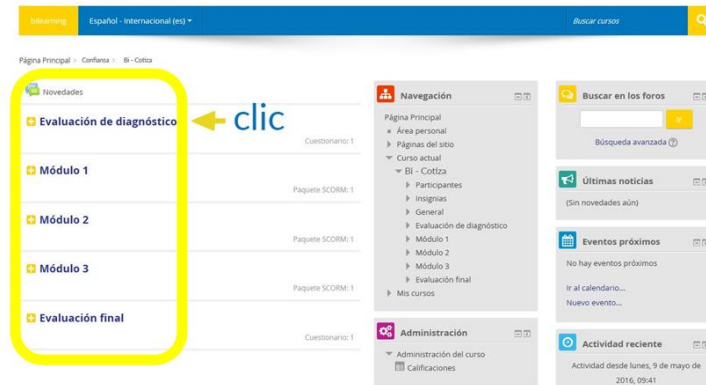 bilearning
Español - Internacional (es)
Buscar cursos
Página Principal > Confiansa > Bi - Cotiza
Novedades
Evaluación de diagnóstico
clic
Cuestionario: 1
Módulo 1
Paquete SCORM: 1
Módulo 2
Paquete SCORM: 1
Módulo 3
Paquete SCORM: 1
Evaluación final
Cuestionario: 1
Navegación
Página Principal
Área personal
Páginas del sitio
Curso actual
BI - Cotiza
Participantes
Insignias
General
Evaluación de diagnóstico
Módulo 1
Módulo 2
Módulo 3
Evaluación final
Mis cursos
Administración
Administración del curso
Calificaciones
Buscar en los foros
Ir
Búsqueda avanzada
Últimas noticias
(Sin novedades aún)
Eventos próximos
No hay eventos próximos
Ir al calendario...
Nuevo evento...
Actividad reciente
Actividad desde lunes, 9 de mayo de
2016, 09:41